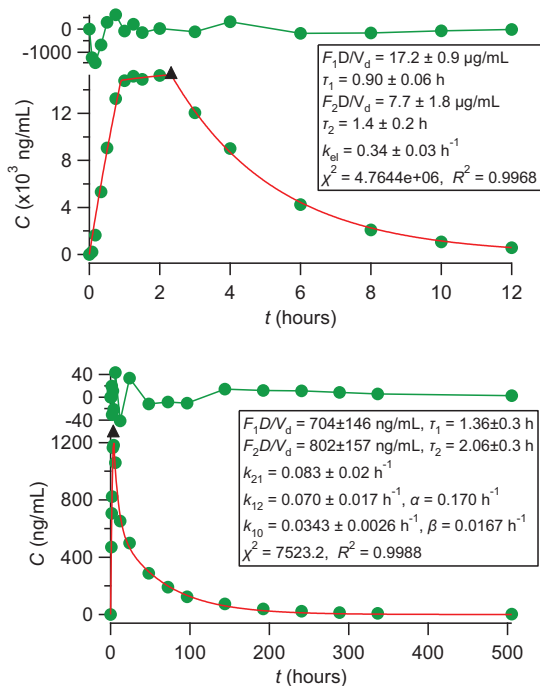 0
-1000
F₁D/V_d = 17.2 ± 0.9 µg/mL
τ₁ = 0.90 ± 0.06 h
F₂D/V_d = 7.7 ± 1.8 µg/mL
τ₂ = 1.4 ± 0.2 h
k_el = 0.34 ± 0.03 h⁻¹
χ² = 4.7644e+06, R² = 0.9968
12
8
4
0
C (x10³ ng/mL)
0 2 4 6 8 10 12
t (hours)
40
0
-40
F₁D/V_d = 704±146 ng/mL, τ₁ = 1.36±0.3 h
F₂D/V_d = 802±157 ng/mL, τ₂ = 2.06±0.3 h
k₂₁ = 0.083 ± 0.02 h⁻¹
k₁₂ = 0.070 ± 0.017 h⁻¹, α = 0.170 h⁻¹
k₁₀ = 0.0343 ± 0.0026 h⁻¹, β = 0.0167 h⁻¹
χ² = 7523.2, R² = 0.9988
1200
800
400
0
C (ng/mL)
0 100 200 300 400 500
t (hours)